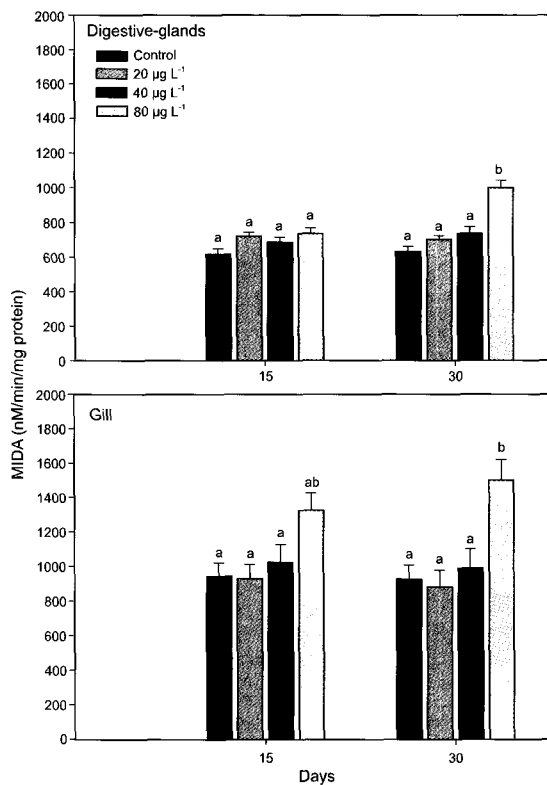 2000
Digestive-glands
Control
20 µg L⁻¹
40 µg L⁻¹
80 µg L⁻¹
1800
1600
1400
1200
1000
800
600
400
200
0
a
a
a
a
a
a
a
b
15
30
MIDA (nM/min/mg protein)
2000
Gill
1800
1600
1400
1200
1000
800
600
400
200
0
a
a
a
ab
a
a
a
b
15
30
Days